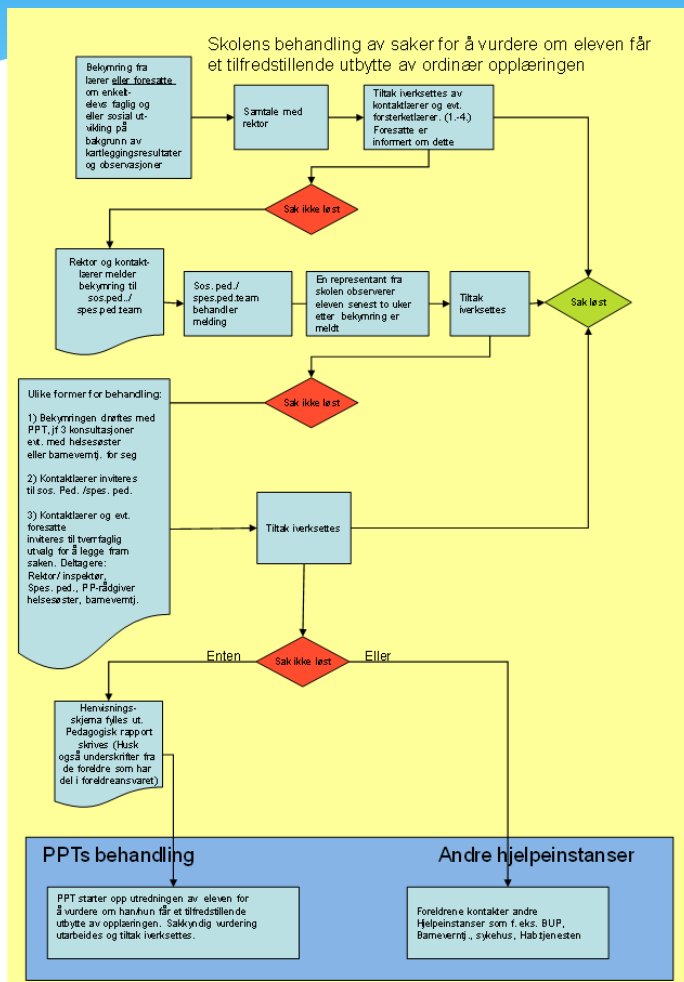 Skolens behandling av saker for å vurdere om eleven får
et tilfredstillende utbytte av ordinær opplæringen
Bekymring fra
lærer eller foresatte
om enkelt-
elevs faglig og
eller sosial ut-
vikling på
bakgrunn av
kartleggingsresultater
og observasjoner
Samtale med
rektor
Tiltak iverksettes av
kontaktlærer og evt.
forsterketlærer. (1.-4.)
Foresatte er
informert om dette
Sak ikke løst
Rektor og kontakt-
lærer melder
bekymring til
sos.ped../
spes.ped.team
Sos. ped./
spes.ped.team
behandler
melding
En representant fra
skolen observerer
eleven senest to uker
etter bekymring er
meldt
Tiltak
iverksettes
Sak løst
Sak ikke løst
Ulike former for behandling:
1) Bekymringen drøftes med
PPT, jf 3 konsultasjoner
evt. med helsesøster
eller barneverntj. for seg
2) Kontaktlærer inviteres
til sos. Ped. /spes. ped.
3) Kontaktlærer og evt.
foresatte
inviteres til tverrfaglig
utvalg for å legge fram
saken. Deltagere:
Rektor/ inspektør,
Spes. ped., PP-rådgiver
helsesøster, barneverntj.
Tiltak iverksettes
Enten
Sak ikke løst
Eller
Henvisnings-
skjema fylles ut.
Pedagogisk rapport
skrives (Husk
også underskrifter fra
de foreldre som har
del i foreldreansvaret)
PPTs behandling
Andre hjelpeinstanser
PPT starter opp utredningen av eleven for
å vurdere om han/hun får et tilfredstillende
utbytte av opplæringen. Sakkyndig vurdering
utarbeides og tiltak iverksettes.
Foreldrene kontakter andre
Hjelpeinstanser som f. eks. BUP,
Barneverntj., sykehus, Habtjenesten